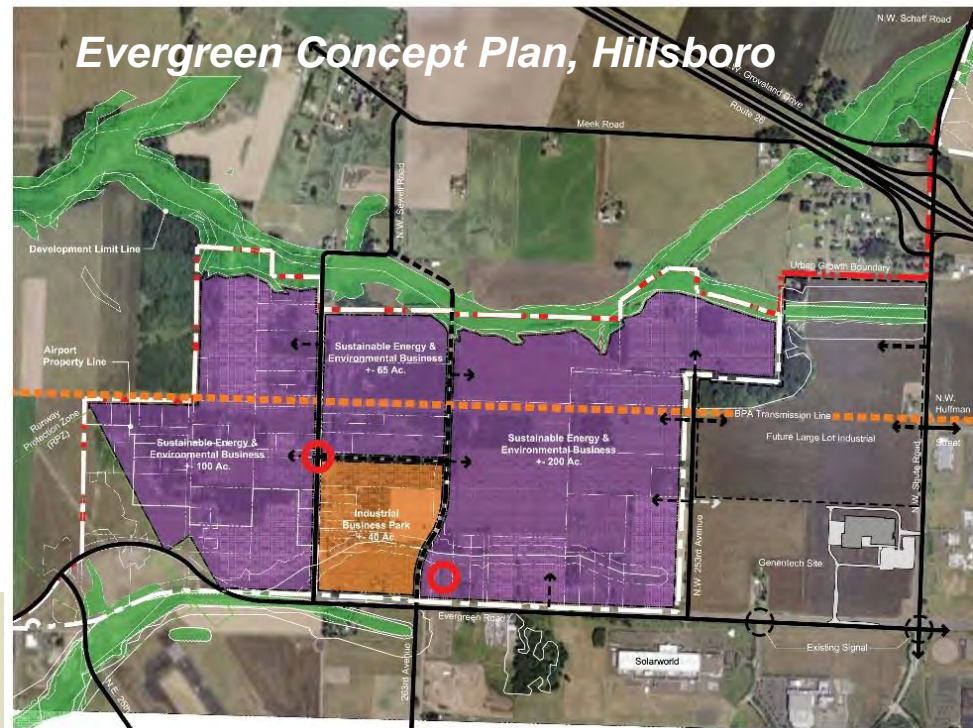 Evergreen Concept Plan, Hillsboro
N.W. Schaff Road
N.W. Groveland Drive
Route 26
Meek Road
N.W. Sewell Road
Development Limit Line
Urban Growth Boundary
Airport
Property Line
Sustainable Energy &
Environmental Business
+- 65 Ac.
Runway
Protection Zone
(RPZ)
BPA Transmission Line
N.W.
Huffman
Street
Sustainable Energy &
Environmental Business
+- 100 Ac.
Sustainable Energy &
Environmental Business
+- 200 Ac.
Future Large Lot Industrial
N.W. Shute Road
Industrial
Business Park
+- 40 Ac.
N.W. 253rd Avenue
Genentech Site
Evergreen Road
Existing Signal
Solarworld
263rd Avenue
N.E.